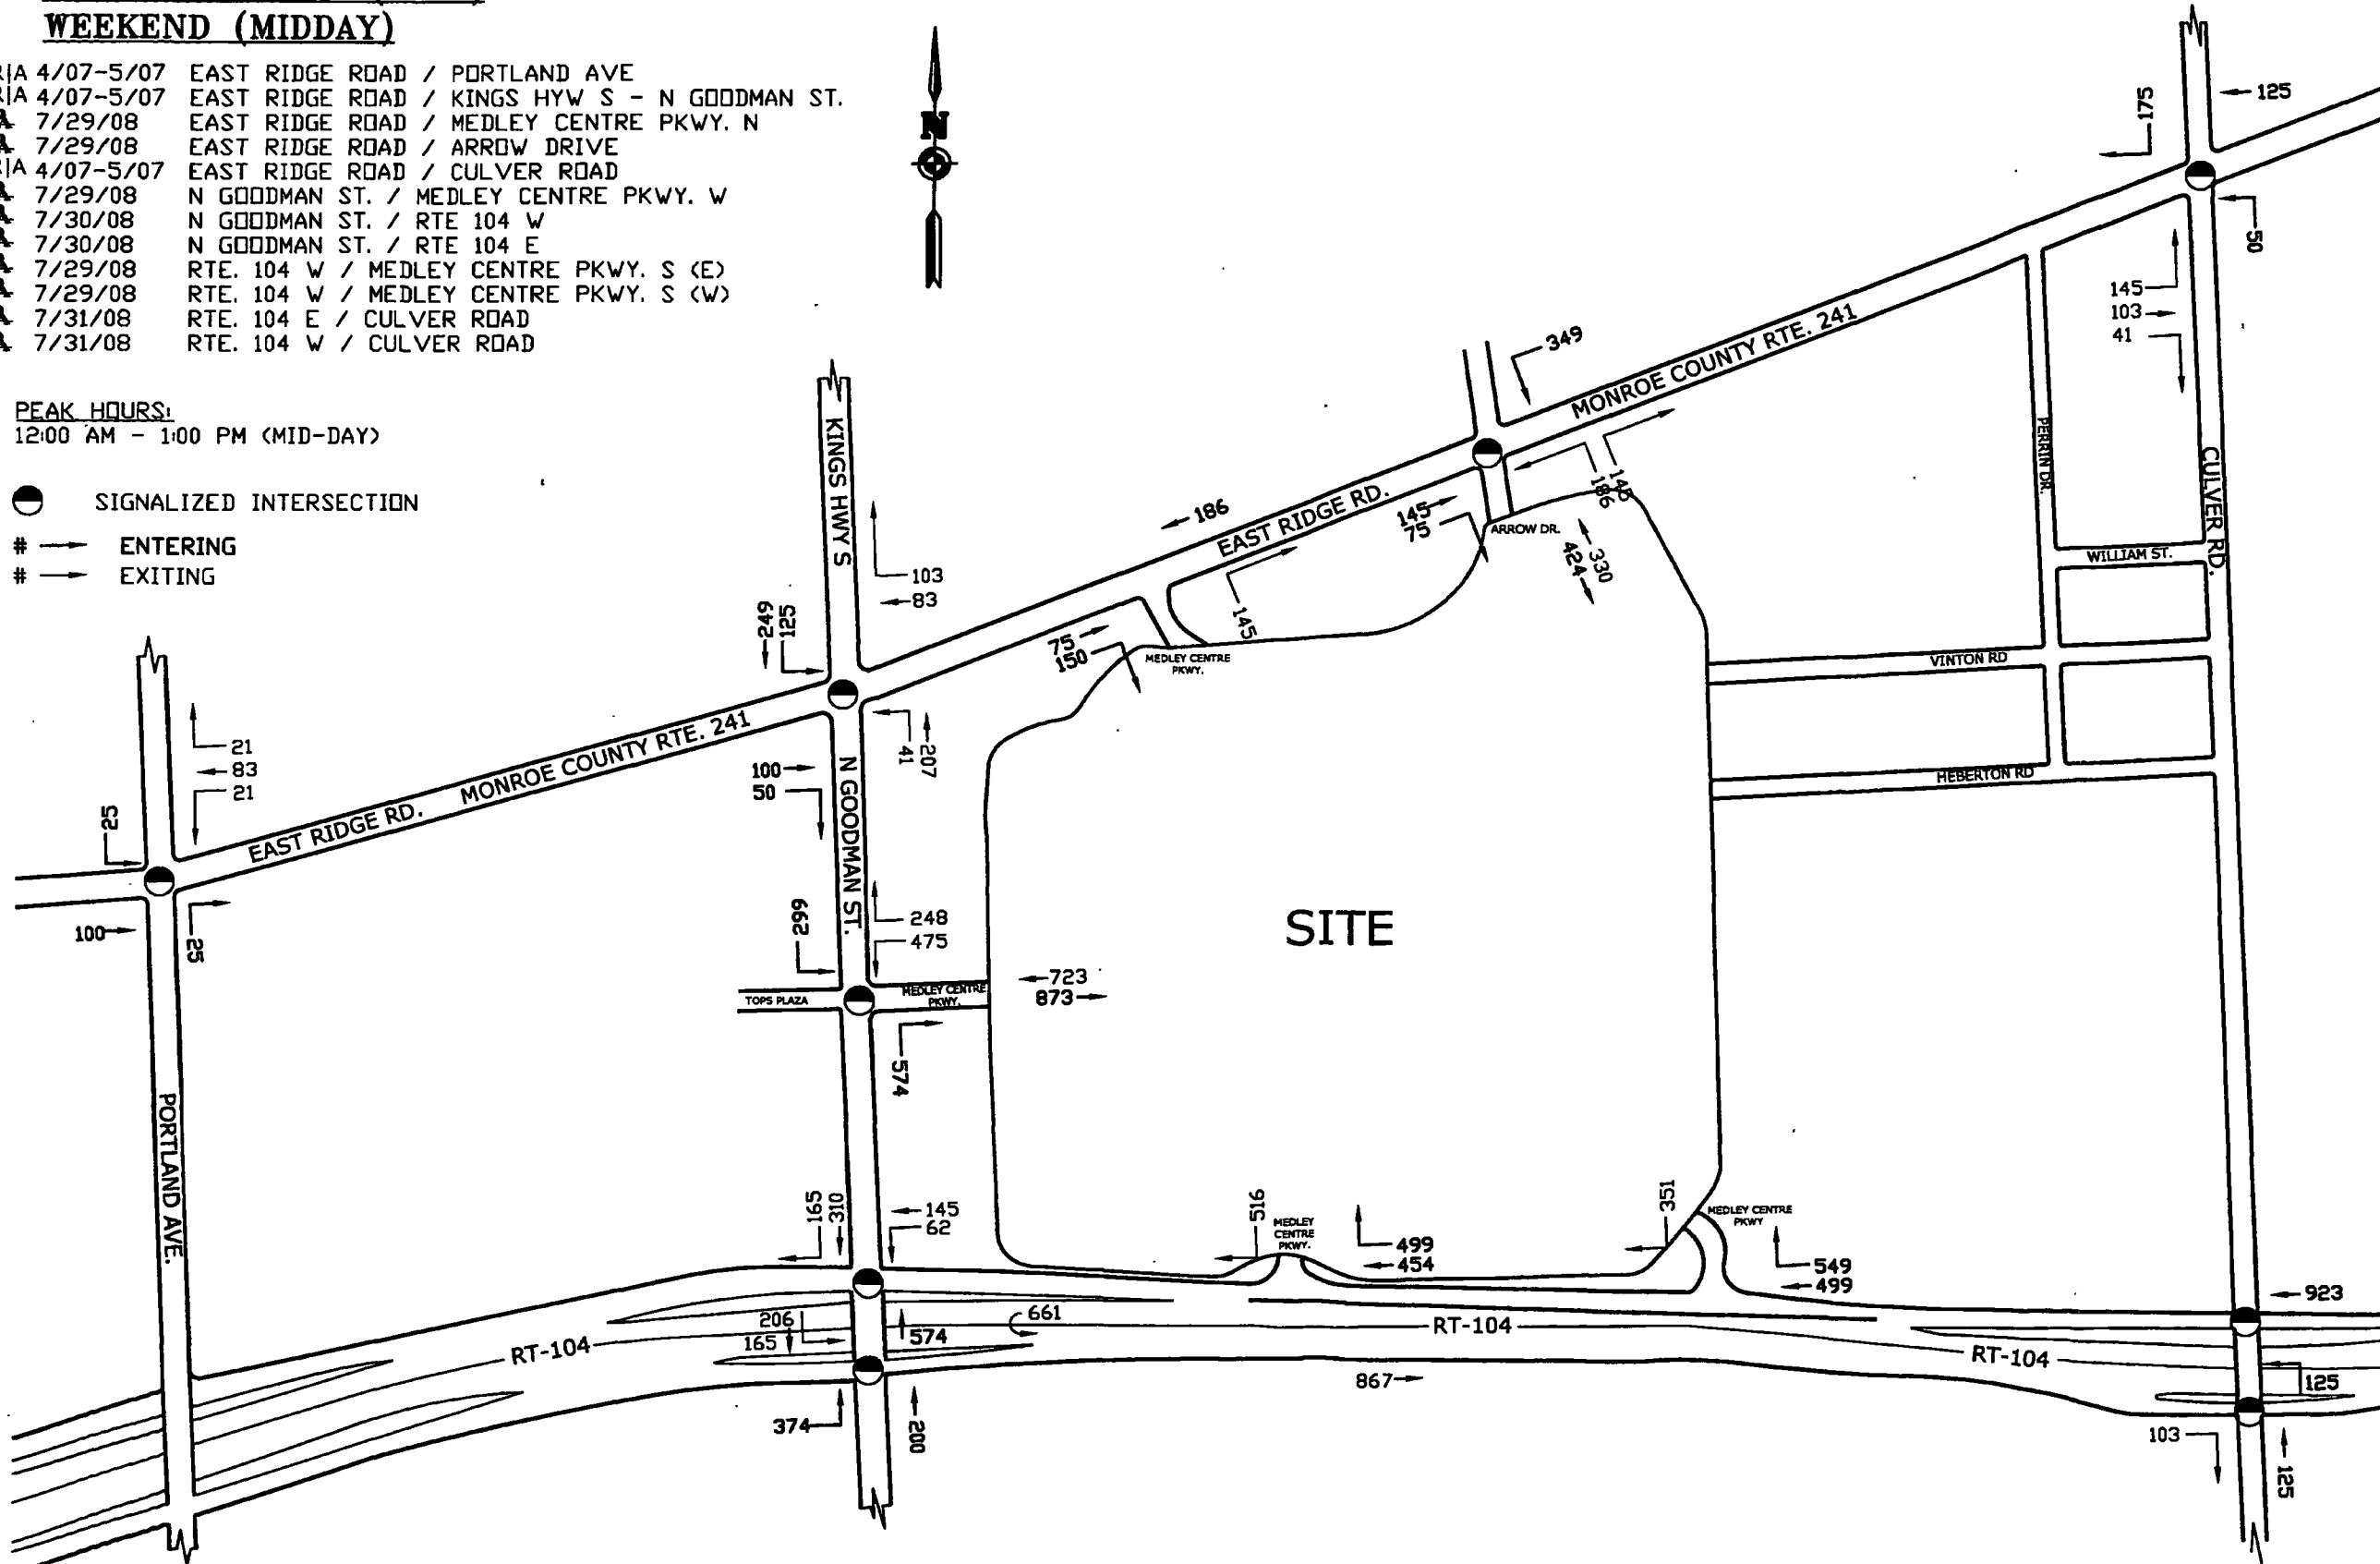 WEEKEND (MIDDAY)
4/07-5/07 EAST RIDGE ROAD / PORTLAND AVE
4/07-5/07 EAST RIDGE ROAD / KINGS HYW S - N GOODMAN ST.
7/29/08 EAST RIDGE ROAD / MEDLEY CENTRE PKWY. N
7/29/08 EAST RIDGE ROAD / ARROW DRIVE
4/07-5/07 EAST RIDGE ROAD / CULVER ROAD
7/29/08 N GOODMAN ST. / MEDLEY CENTRE PKWY. W
7/30/08 N GOODMAN ST. / RTE 104 W
7/30/08 N GOODMAN ST. / RTE 104 E
7/29/08 RTE. 104 W / MEDLEY CENTRE PKWY. S (E)
7/29/08 RTE. 104 W / MEDLEY CENTRE PKWY. S (W)
7/31/08 RTE. 104 E / CULVER ROAD
7/31/08 RTE. 104 W / CULVER ROAD
PEAK HOURS:
12:00 AM - 1:00 PM (MID-DAY)
SIGNALIZED INTERSECTION
# ENTERING
# EXITING
N
175
125
50
145
103
41
349
MONROE COUNTY RTE. 241
KINGS HWY S
186
EAST RIDGE RD.
145
75
145
186
ARROW DR.
330
424
PERRIN DR.
CULVER RD.
WILLIAM ST.
VINTON RD
HEBERTON RD
103
83
249
125
145
75
150
MEDLEY CENTRE
PKWY.
21
83
21
25
EAST RIDGE RD.
MONROE COUNTY RTE. 241
207
41
100
50
N GOODMAN ST.
100
25
299
248
475
SITE
TOPS PLAZA
MEDLEY CENTRE
PKWY.
723
873
574
PORTLAND AVE.
165
310
145
62
516
MEDLEY
CENTRE
PKWY.
499
454
351
MEDLEY CENTRE
PKWY
549
499
923
206
165
574
661
RT-104
RT-104
RT-104
867
125
374
200
103
125